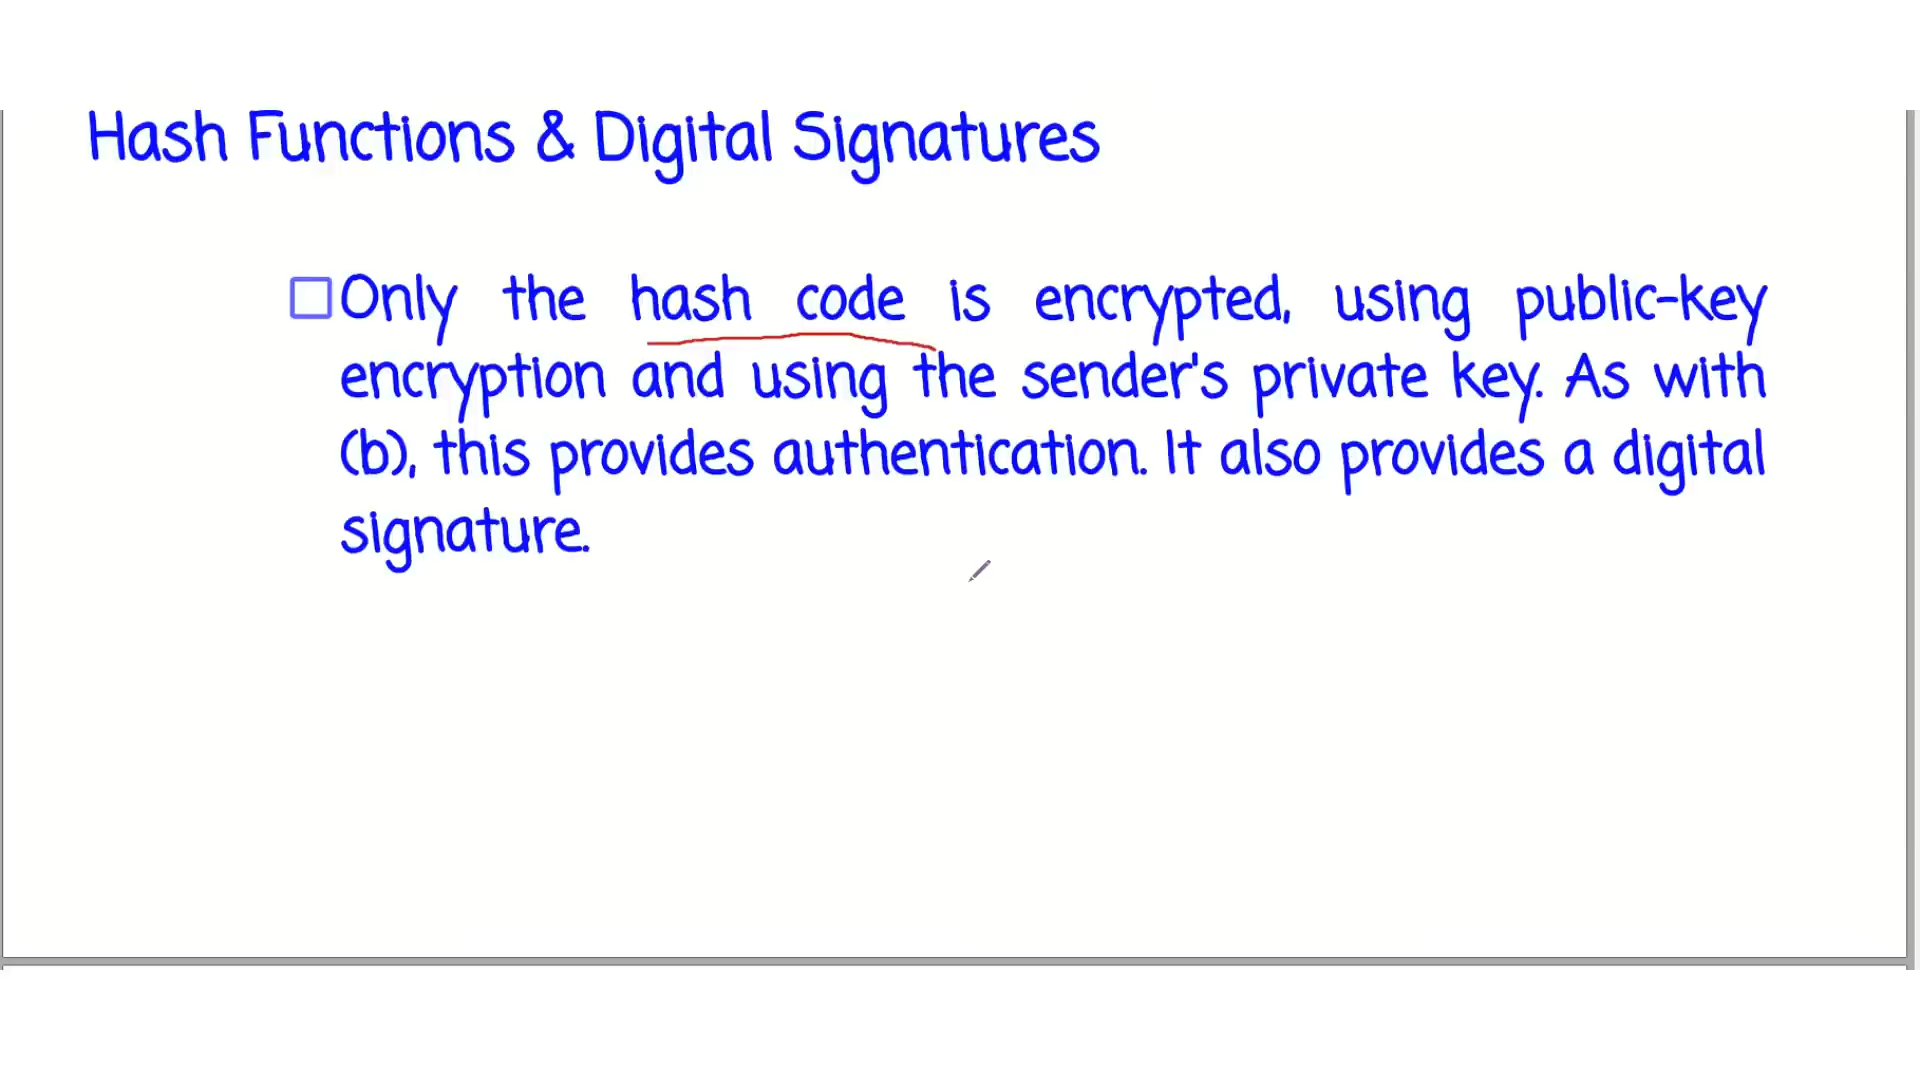 Hash Functions & Digital Signatures
Only the hash code is encrypted, using public-key
encryption and using the sender's private key. As with
(b), this provides authentication. It also provides a digital
signature.